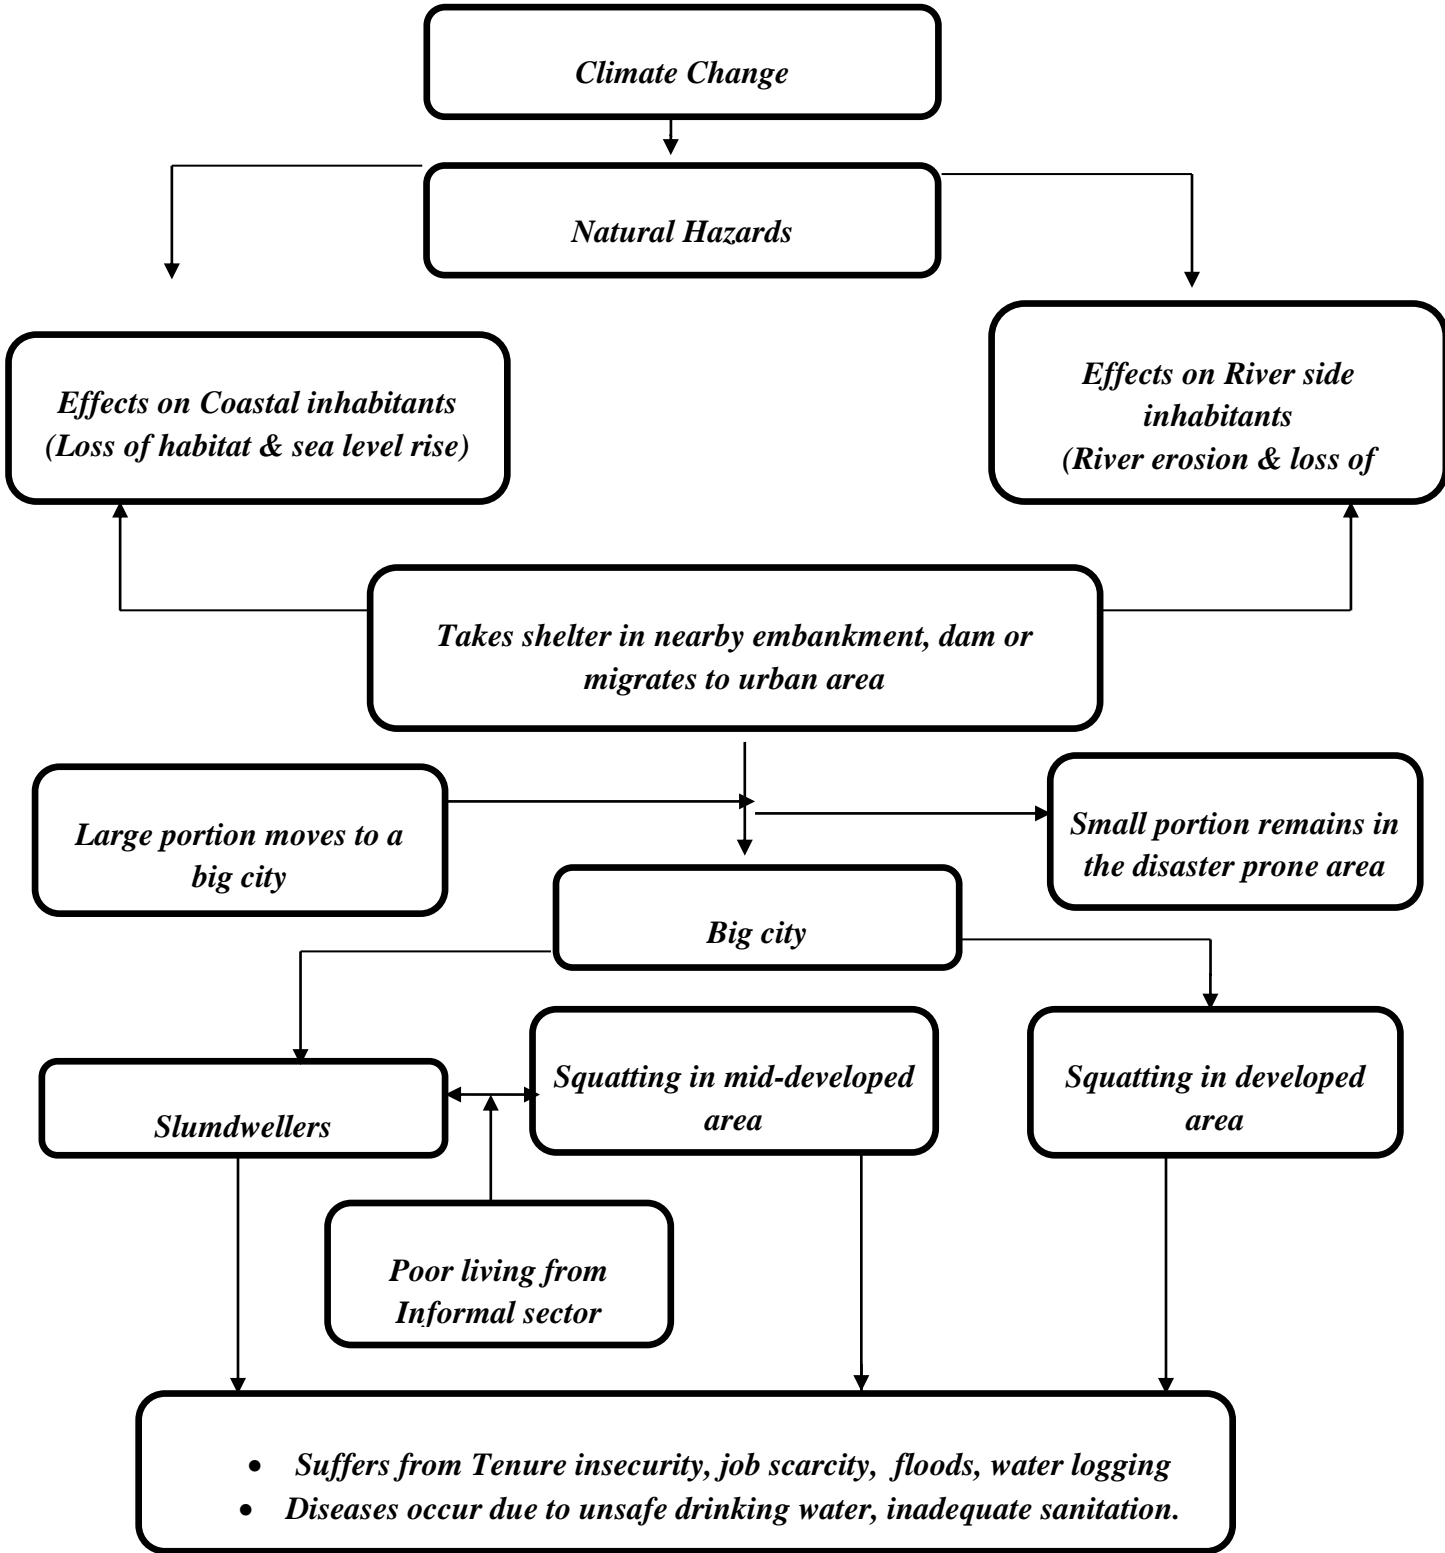 Climate Change
Natural Hazards
Effects on Coastal inhabitants
(Loss of habitat & sea level rise)
Effects on River side
inhabitants
(River erosion & loss of
Takes shelter in nearby embankment, dam or
migrates to urban area
Large portion moves to a
big city
Small portion remains in
the disaster prone area
Big city
Slumdwellers
Squatting in mid-developed
area
Squatting in developed
area
Poor living from
Informal sector
• Suffers from Tenure insecurity, job scarcity, floods, water logging
• Diseases occur due to unsafe drinking water, inadequate sanitation.